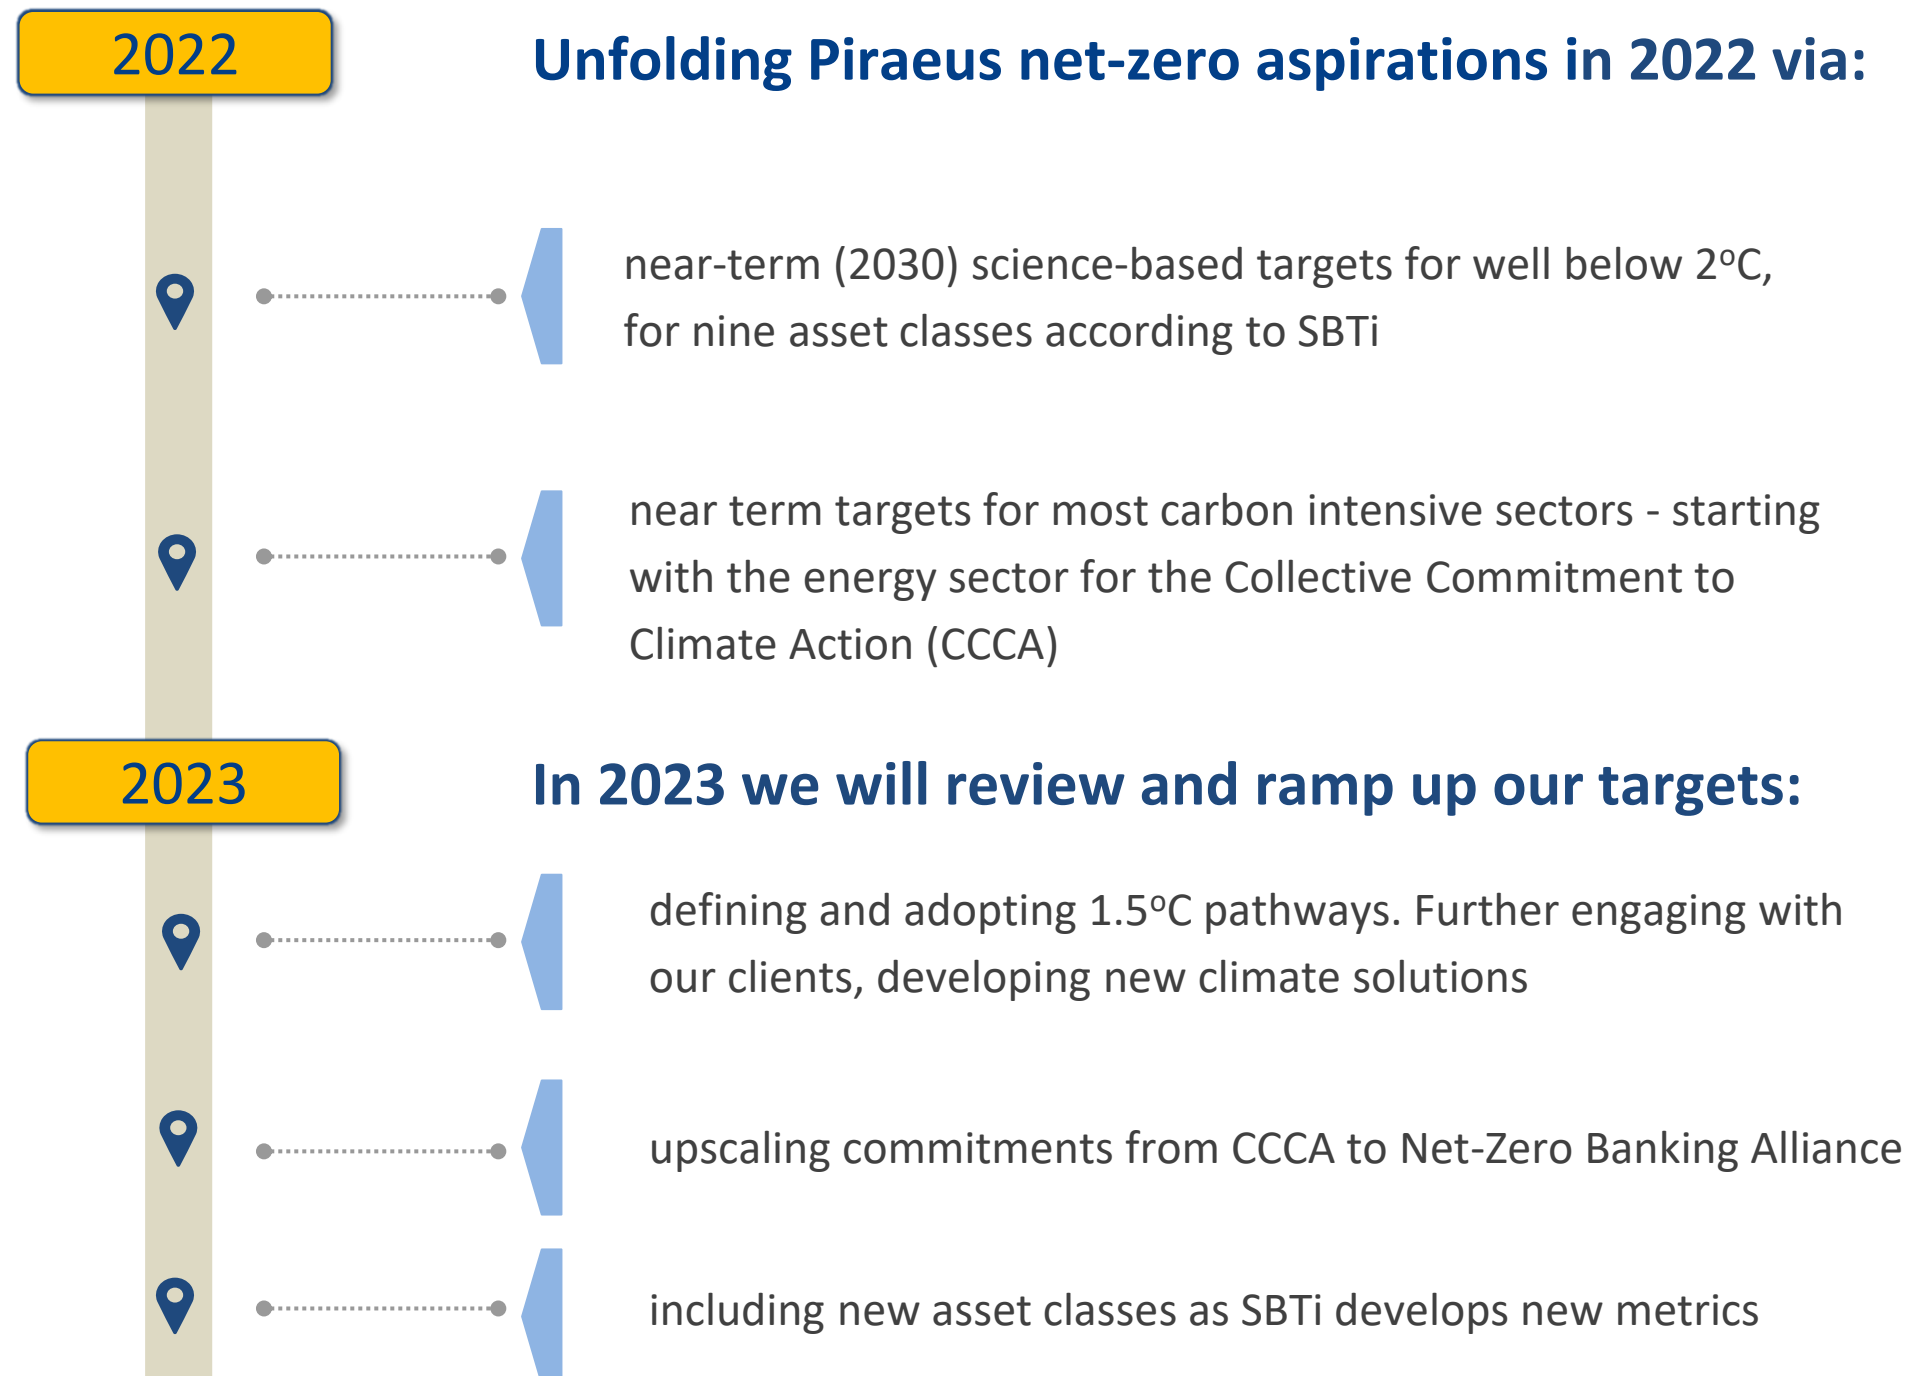 2022
Unfolding Piraeus net-zero aspirations in 2022 via:
near-term (2030) science-based targets for well below 2ºC,
for nine asset classes according to SBTi
near term targets for most carbon intensive sectors - starting
with the energy sector for the Collective Commitment to
Climate Action (CCCA)
2023
In 2023 we will review and ramp up our targets:
defining and adopting 1.5ºC pathways. Further engaging with
our clients, developing new climate solutions
upscaling commitments from CCCA to Net-Zero Banking Alliance
including new asset classes as SBTi develops new metrics